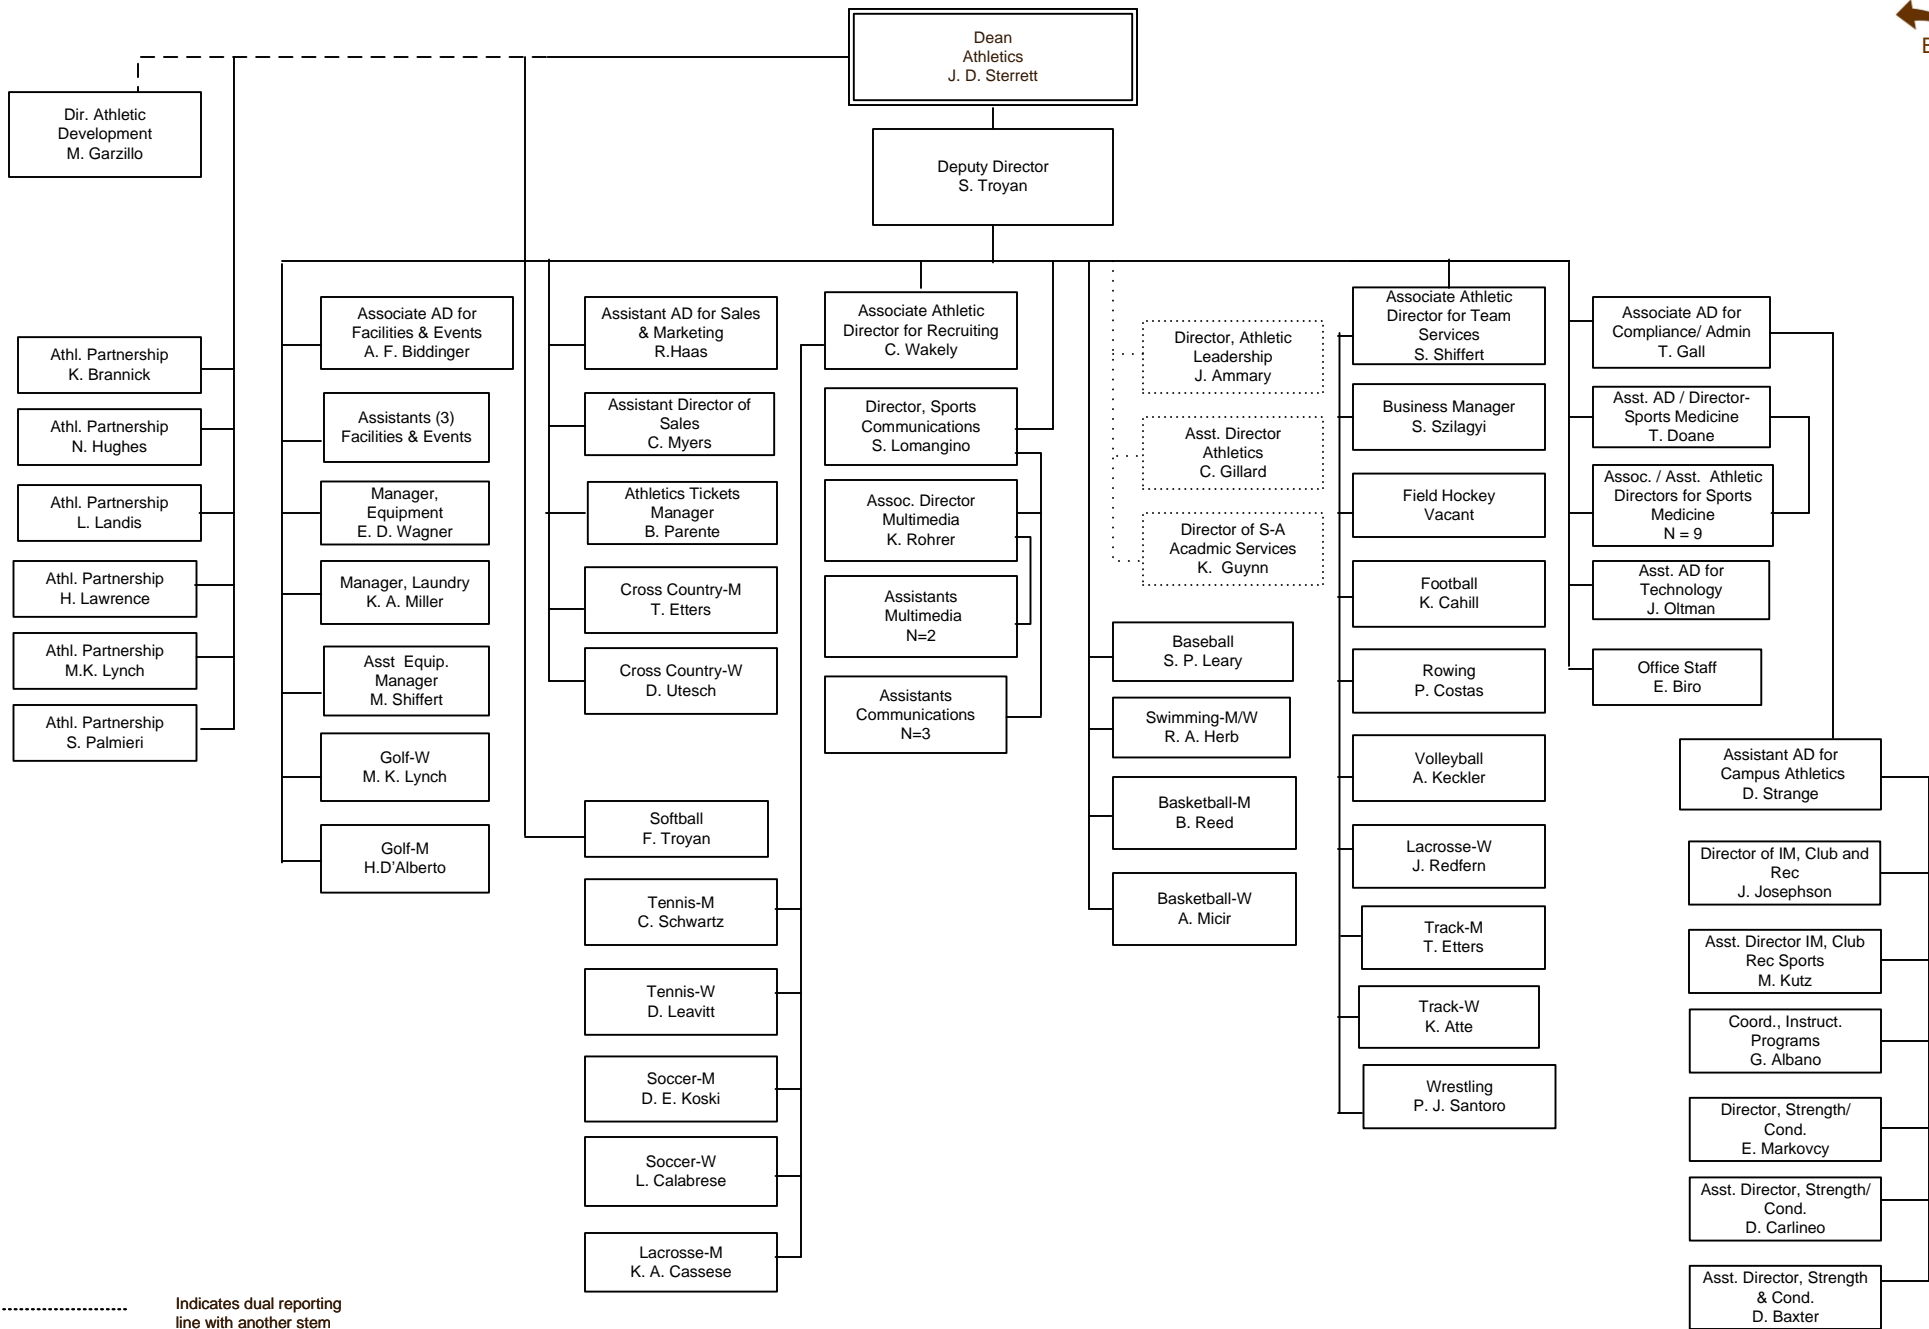 Dean
Athletics
J. D. Sterrett
Dir. Athletic
Development
M. Garzillo
Deputy Director
S. Troyan
Athl. Partnership
K. Brannick
Athl. Partnership
N. Hughes
Athl. Partnership
L. Landis
Athl. Partnership
H. Lawrence
Athl. Partnership
M.K. Lynch
Athl. Partnership
S. Palmieri
Associate AD for
Facilities & Events
A. F. Biddinger
Assistants (3)
Facilities & Events
Manager,
Equipment
E. D. Wagner
Manager, Laundry
K. A. Miller
Asst Equip.
Manager
M. Shiffert
Golf-W
M. K. Lynch
Golf-M
H.D'Alberto
Assistant AD for Sales
& Marketing
R.Haas
Assistant Director of
Sales
C. Myers
Athletics Tickets
Manager
B. Parente
Cross Country-M
T. Etters
Cross Country-W
D. Utesch
Softball
F. Troyan
Tennis-M
C. Schwartz
Tennis-W
D. Leavitt
Soccer-M
D. E. Koski
Soccer-W
L. Calabrese
Lacrosse-M
K. A. Cassese
Associate Athletic
Director for Recruiting
C. Wakely
Director, Sports
Communications
S. Lomangino
Assoc. Director
Multimedia
K. Rohrer
Assistants
Multimedia
N=2
Assistants
Communications
N=3
Director, Athletic
Leadership
J. Ammary
Asst. Director
Athletics
C. Gillard
Director of S-A
Acadmic Services
K. Guynn
Baseball
S. P. Leary
Swimming-M/W
R. A. Herb
Basketball-M
B. Reed
Basketball-W
A. Micir
Associate Athletic
Director for Team
Services
S. Shiffert
Business Manager
S. Szilagyi
Field Hockey
Vacant
Football
K. Cahill
Rowing
P. Costas
Volleyball
A. Keckler
Lacrosse-W
J. Redfern
Track-M
T. Etters
Track-W
K. Atte
Wrestling
P. J. Santoro
Associate AD for
Compliance/ Admin
T. Gall
Asst. AD / Director-
Sports Medicine
T. Doane
Assoc. / Asst. Athletic
Directors for Sports
Medicine
N = 9
Asst. AD for
Technology
J. Oltman
Office Staff
E. Biro
Assistant AD for
Campus Athletics
D. Strange
Director of IM, Club and
Rec
J. Josephson
Asst. Director IM, Club
Rec Sports
M. Kutz
Coord., Instruct.
Programs
G. Albano
Director, Strength/
Cond.
E. Markovcy
Asst. Director, Strength/
Cond.
D. Carlineo
Asst. Director, Strength
& Cond.
D. Baxter
Indicates dual reporting
line with another stem